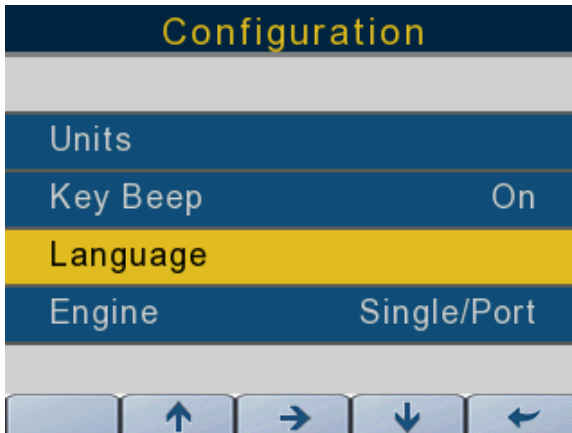 Configuration
Units
Key Beep On
Language
Engine Single/Port